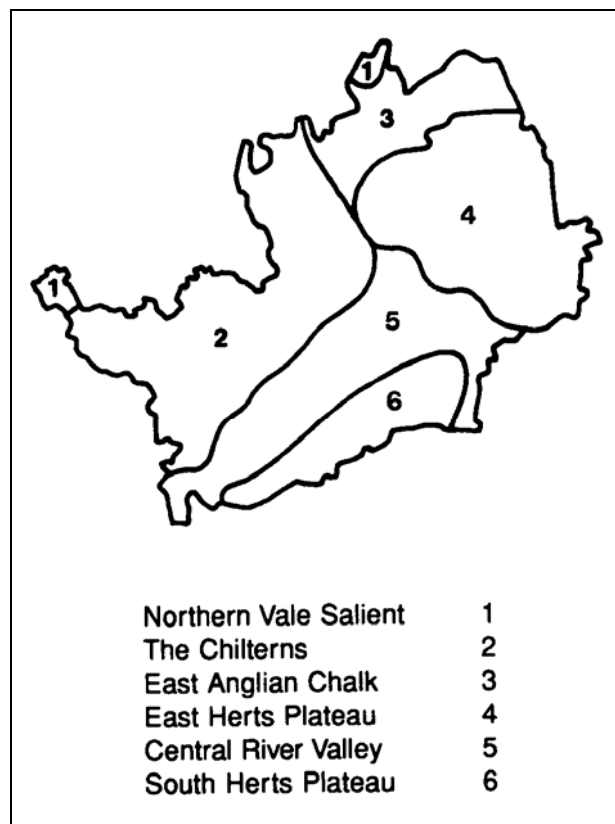 1
3
4
1
2
5
6
Northern Vale Salient 1
The Chilterns 2
East Anglian Chalk 3
East Herts Plateau 4
Central River Valley 5
South Herts Plateau 6